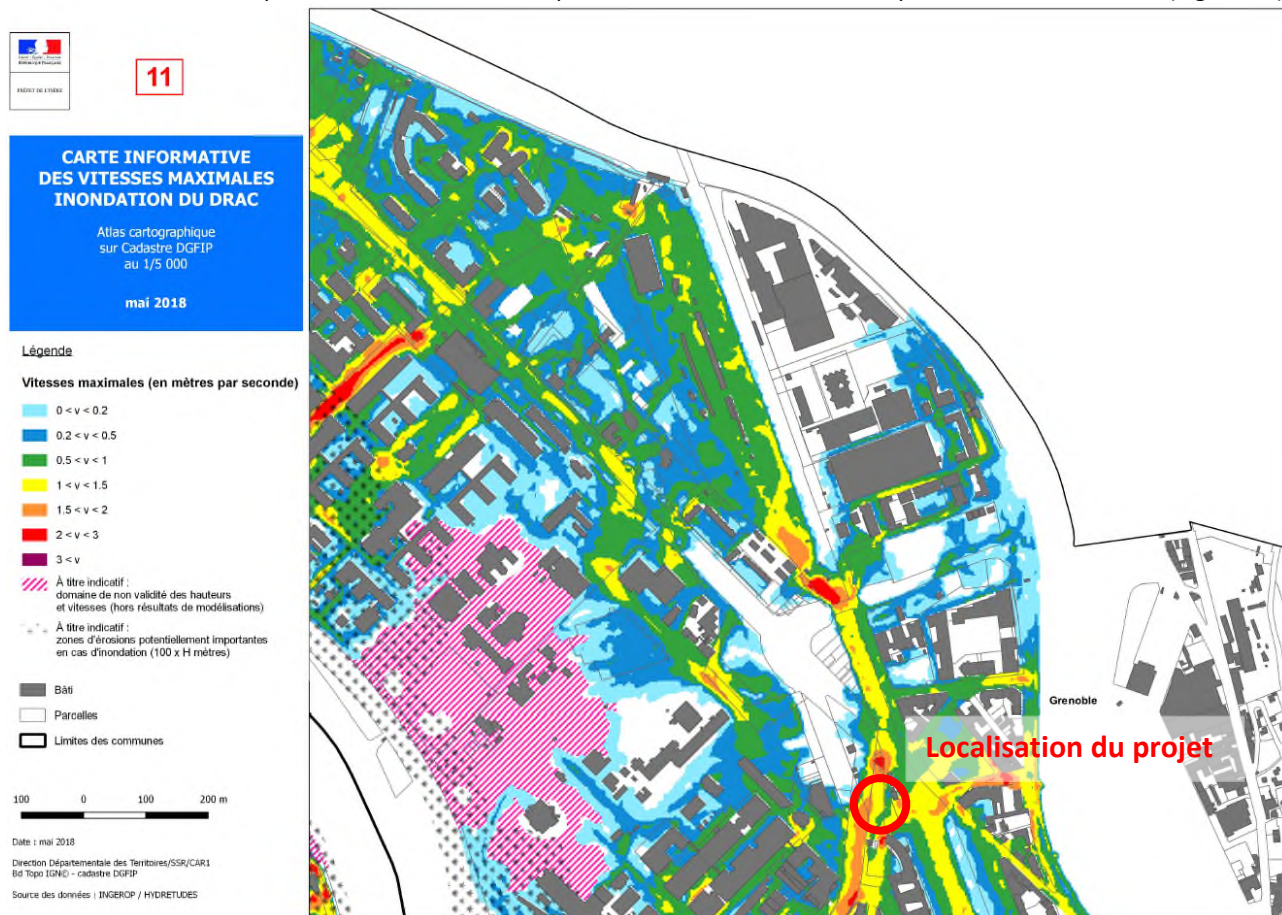 11
PRÉFET DE L'ISÈRE
CARTE INFORMATIVE
DES VITESSES MAXIMALES
INONDATION DU DRAC
Atlas cartographique
sur Cadastre DGFIP
au 1/5 000
mai 2018
Légende
Vitesses maximales (en mètres par seconde)
0 < v < 0.2
0.2 < v < 0.5
0.5 < v < 1
1 < v < 1.5
1.5 < v < 2
2 < v < 3
3 < v
À titre indicatif :
domaine de non validité des hauteurs
et vitesses (hors résultats de modélisations)
À titre indicatif :
zones d'érosions potentiellement importantes
en cas d'inondation (100 x H mètres)
Bâti
Parcelles
Limites des communes
100 0 100 200 m
Date : mai 2018
Direction Départementale des Territoires/SSR/CAR1
Bd Topo IGN© - cadastre DGFIP
Source des données : INGEROP / HYDRETUDES
Grenoble
Localisation du projet